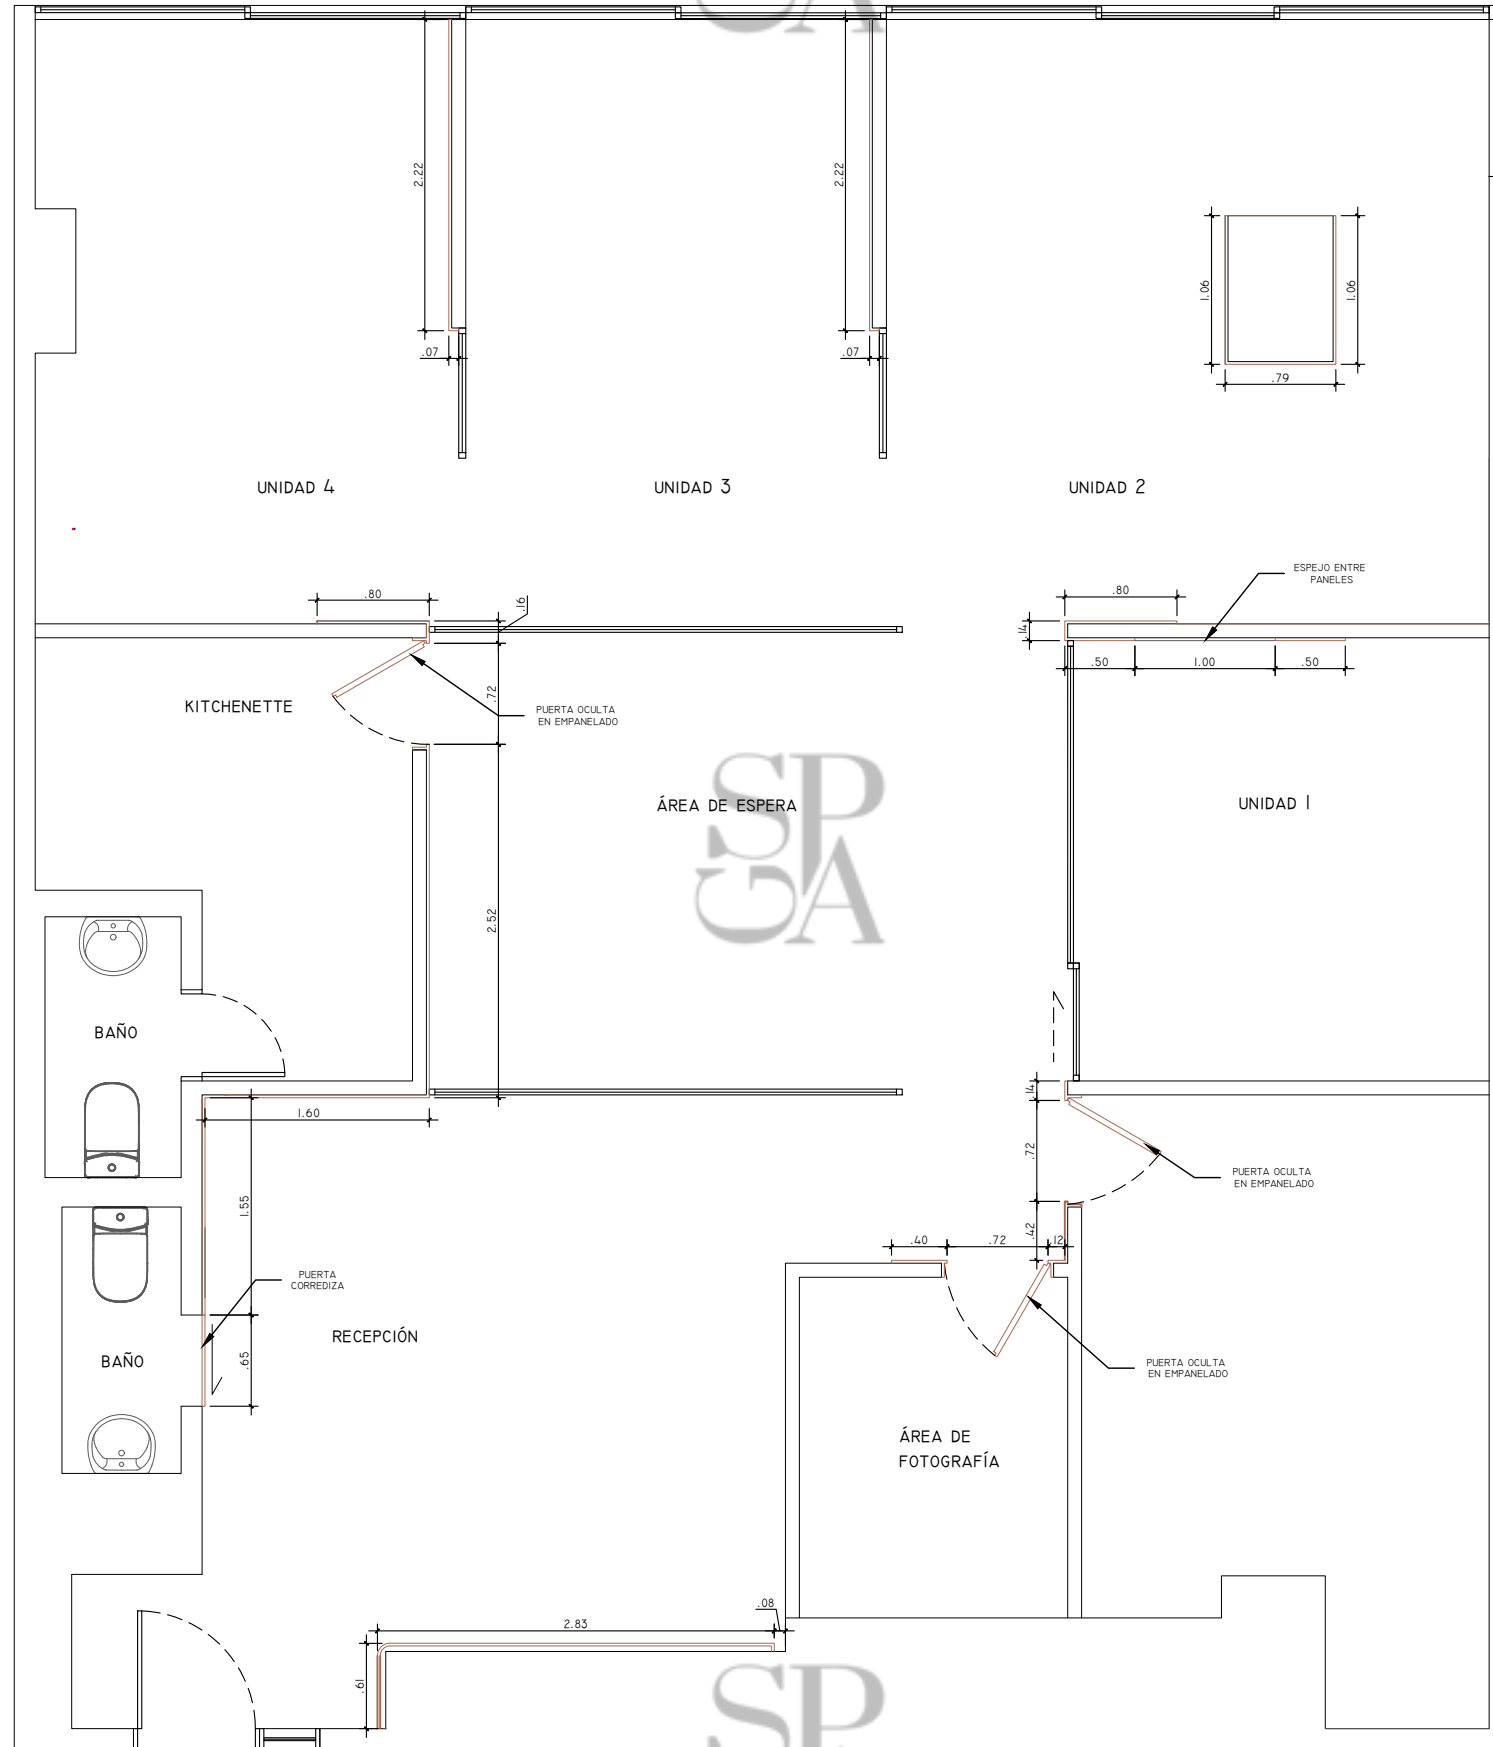 2.22
2.22
1.06
1.06
.07
.07
.79
UNIDAD 4
UNIDAD 3
UNIDAD 2
ESPEJO ENTRE
PANELES
.80
.16
.80
.14
.50
1.00
.50
.72
KITCHENETTE
PUERTA OCULTA
EN EMPANELADO
ÁREA DE ESPERA
UNIDAD 1
SP
GA
2.52
BAÑO
.14
1.60
.72
PUERTA OCULTA
EN EMPANELADO
1.55
.42
.40
.72
.12
PUERTA
CORREDIZA
RECEPCIÓN
.65
BAÑO
PUERTA OCULTA
EN EMPANELADO
ÁREA DE
FOTOGRAFÍA
.08
2.83
.61
SP